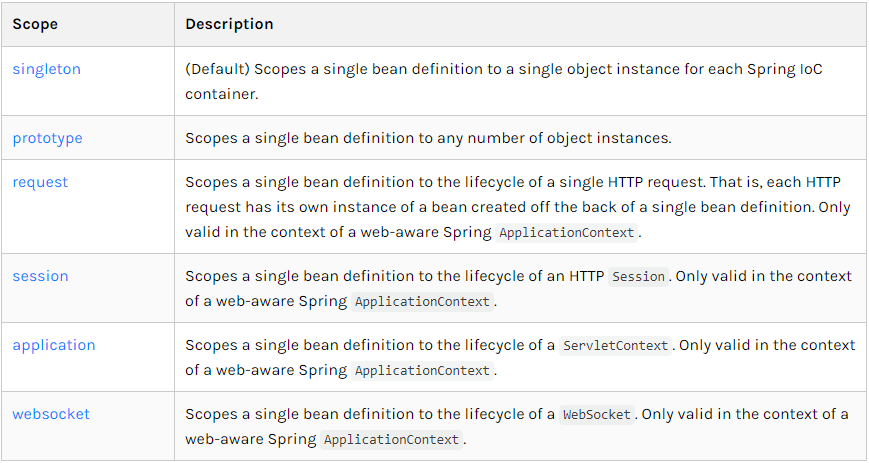 Scope Description
singleton (Default) Scopes a single bean definition to a single object instance for each Spring IoC
container.
prototype Scopes a single bean definition to any number of object instances.
request Scopes a single bean definition to the lifecycle of a single HTTP request. That is, each HTTP
request has its own instance of a bean created off the back of a single bean definition. Only
valid in the context of a web-aware Spring ApplicationContext.
session Scopes a single bean definition to the lifecycle of an HTTP Session. Only valid in the context
of a web-aware Spring ApplicationContext.
application Scopes a single bean definition to the lifecycle of a ServletContext. Only valid in the context
of a web-aware Spring ApplicationContext.
websocket Scopes a single bean definition to the lifecycle of a WebSocket. Only valid in the context of a
web-aware Spring ApplicationContext.